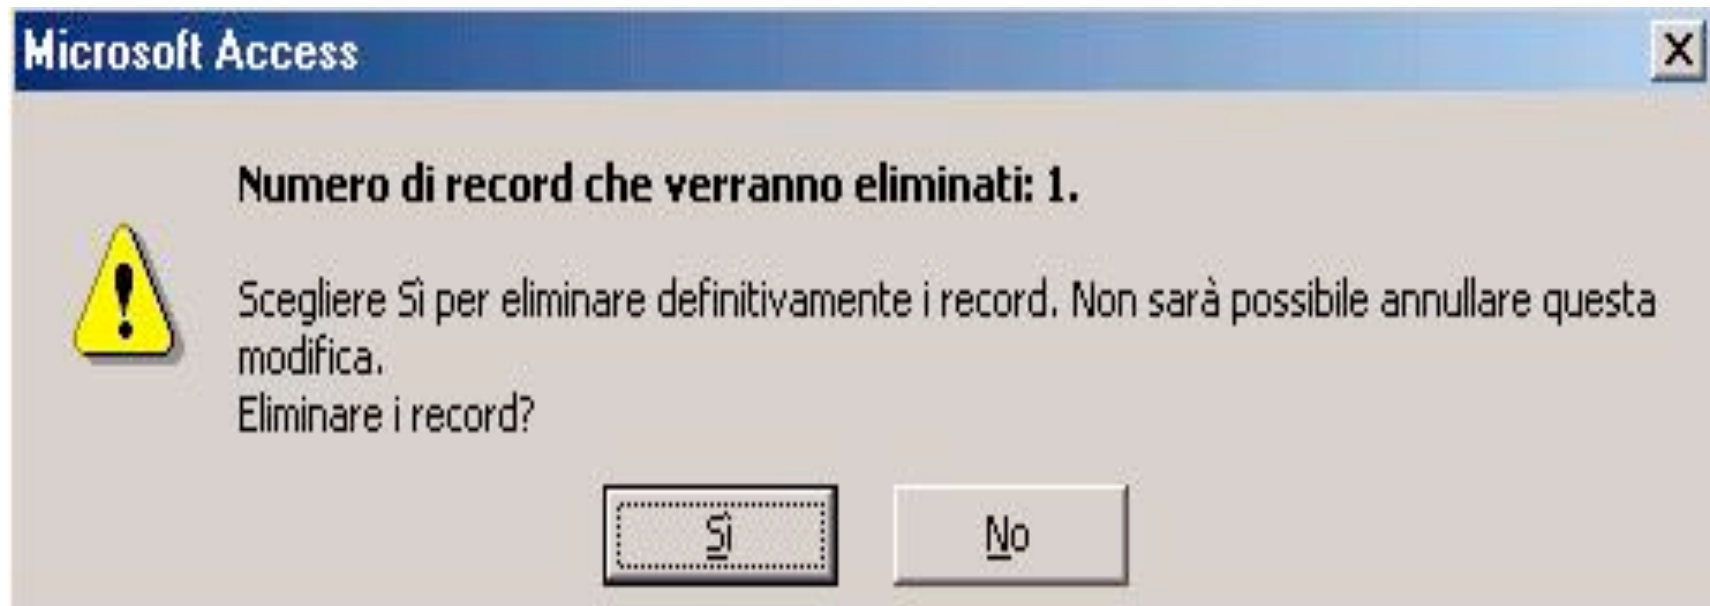 Microsoft Access
Numero di record che verranno eliminati: 1.
Scegliere Sì per eliminare definitivamente i record. Non sarà possibile annullare questa
modifica.
Eliminare i record?
Sì No